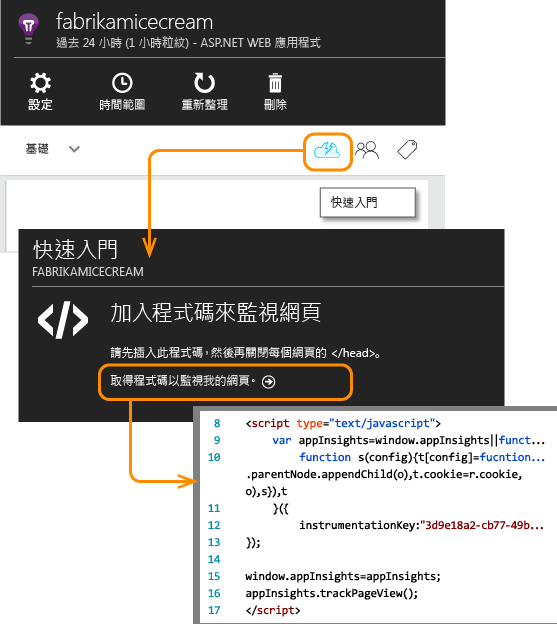 fabrikamicecream
過去 24 小時 (1 小時粒紋) - ASP.NET WEB 應用程式
設定 時間範圍 重新整理 刪除
基礎
快速入門
快速入門
FABRIKAMICECREAM
</> 加入程式碼來監視網頁
請先插入此程式碼，然後再關閉每個網頁的 </head>。
取得程式碼以監視我的網頁。
8 <script type="text/javascript">
9 var appInsights=window.appInsights||funct...
10 function s(config){t[config]=fucntion...
.parentNode.appendChild(o),t.cookie=r.cookie,
o),s}),t
11 }({
12 instrumentationKey:"3d9e18a2-cb77-49b...
13 });
14
15 window.appInsights=appInsights;
16 appInsights.trackPageView();
17 </script>